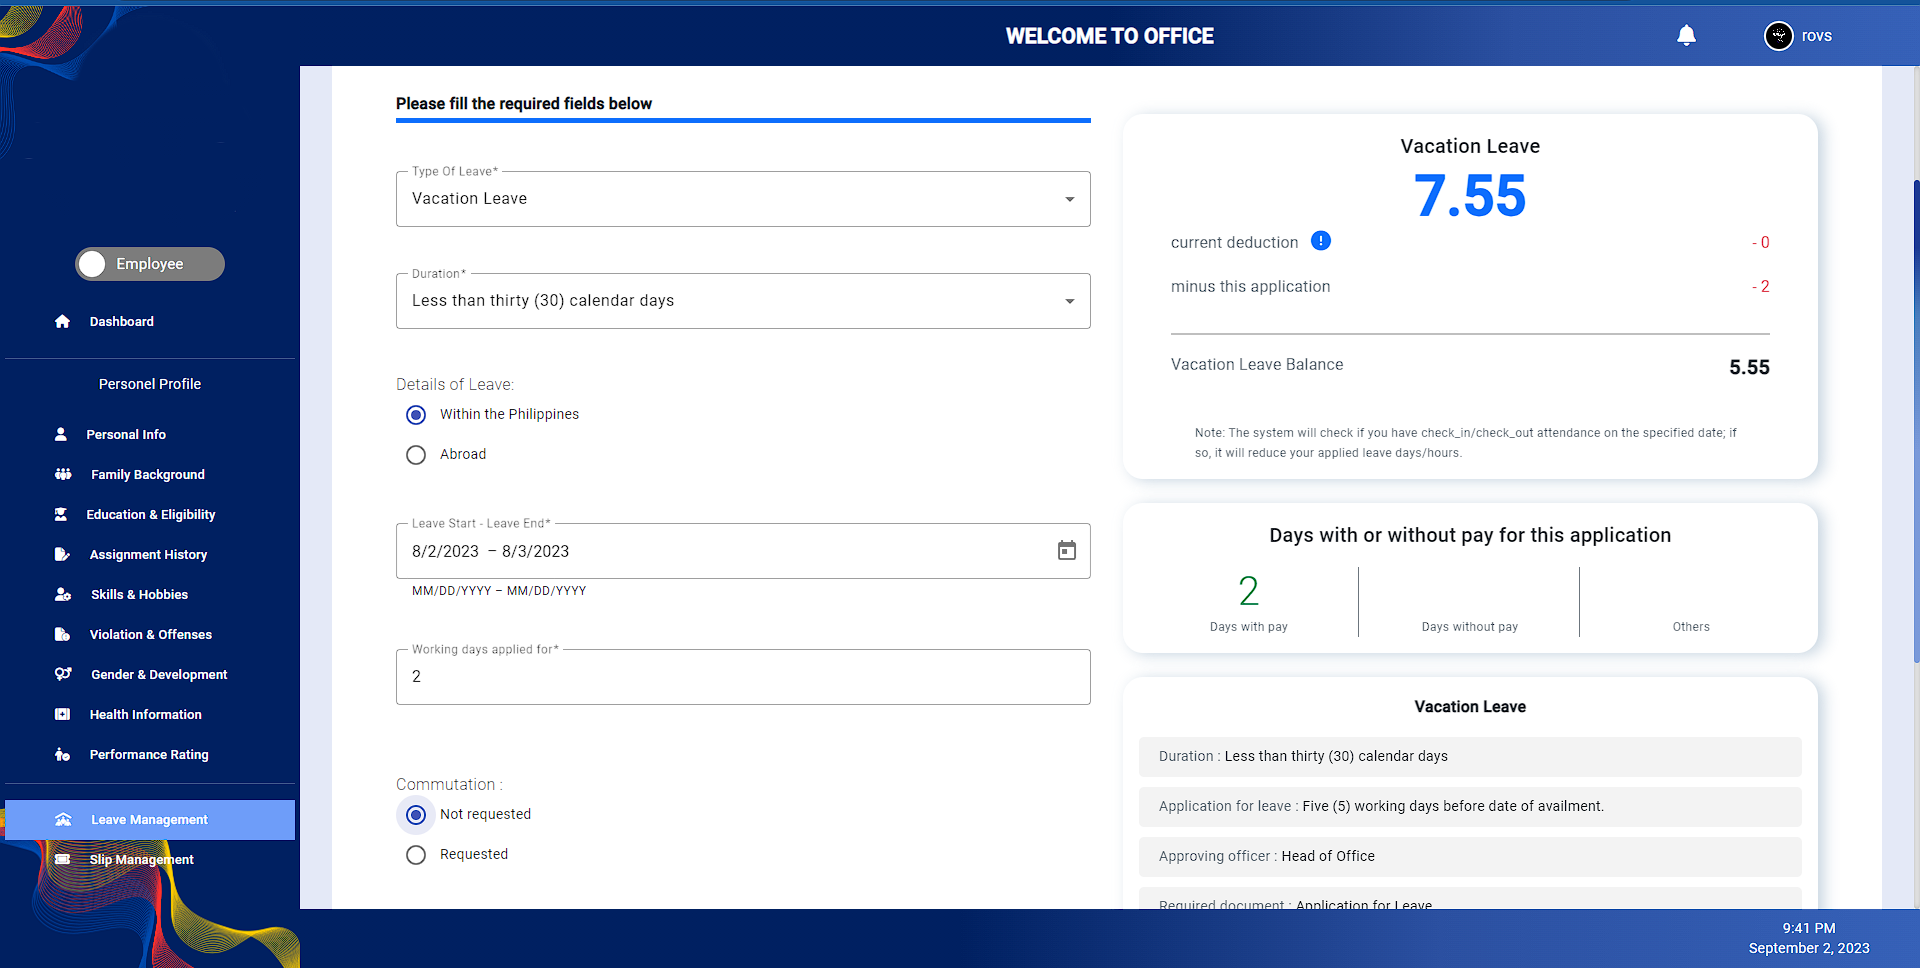 WELCOME TO OFFICE
rovs
Employee
Dashboard
Personel Profile
Personal Info
Family Background
Education & Eligibility
Assignment History
Skills & Hobbies
Violation & Offenses
Gender & Development
Health Information
Performance Rating
Leave Management
Slip Management
Please fill the required fields below
Type Of Leave*
Vacation Leave
Duration*
Less than thirty (30) calendar days
Details of Leave:
Within the Philippines
Abroad
Leave Start - Leave End*
8/2/2023 – 8/3/2023
MM/DD/YYYY – MM/DD/YYYY
Working days applied for*
2
Commutation :
Not requested
Requested
Vacation Leave
7.55
current deduction ! - 0
minus this application - 2
Vacation Leave Balance 5.55
Note: The system will check if you have check_in/check_out attendance on the specified date; if
so, it will reduce your applied leave days/hours.
Days with or without pay for this application
2
Days with pay
Days without pay
Others
Vacation Leave
Duration : Less than thirty (30) calendar days
Application for leave : Five (5) working days before date of availment.
Approving officer : Head of Office
Required document : Application for Leave
9:41 PM
September 2, 2023